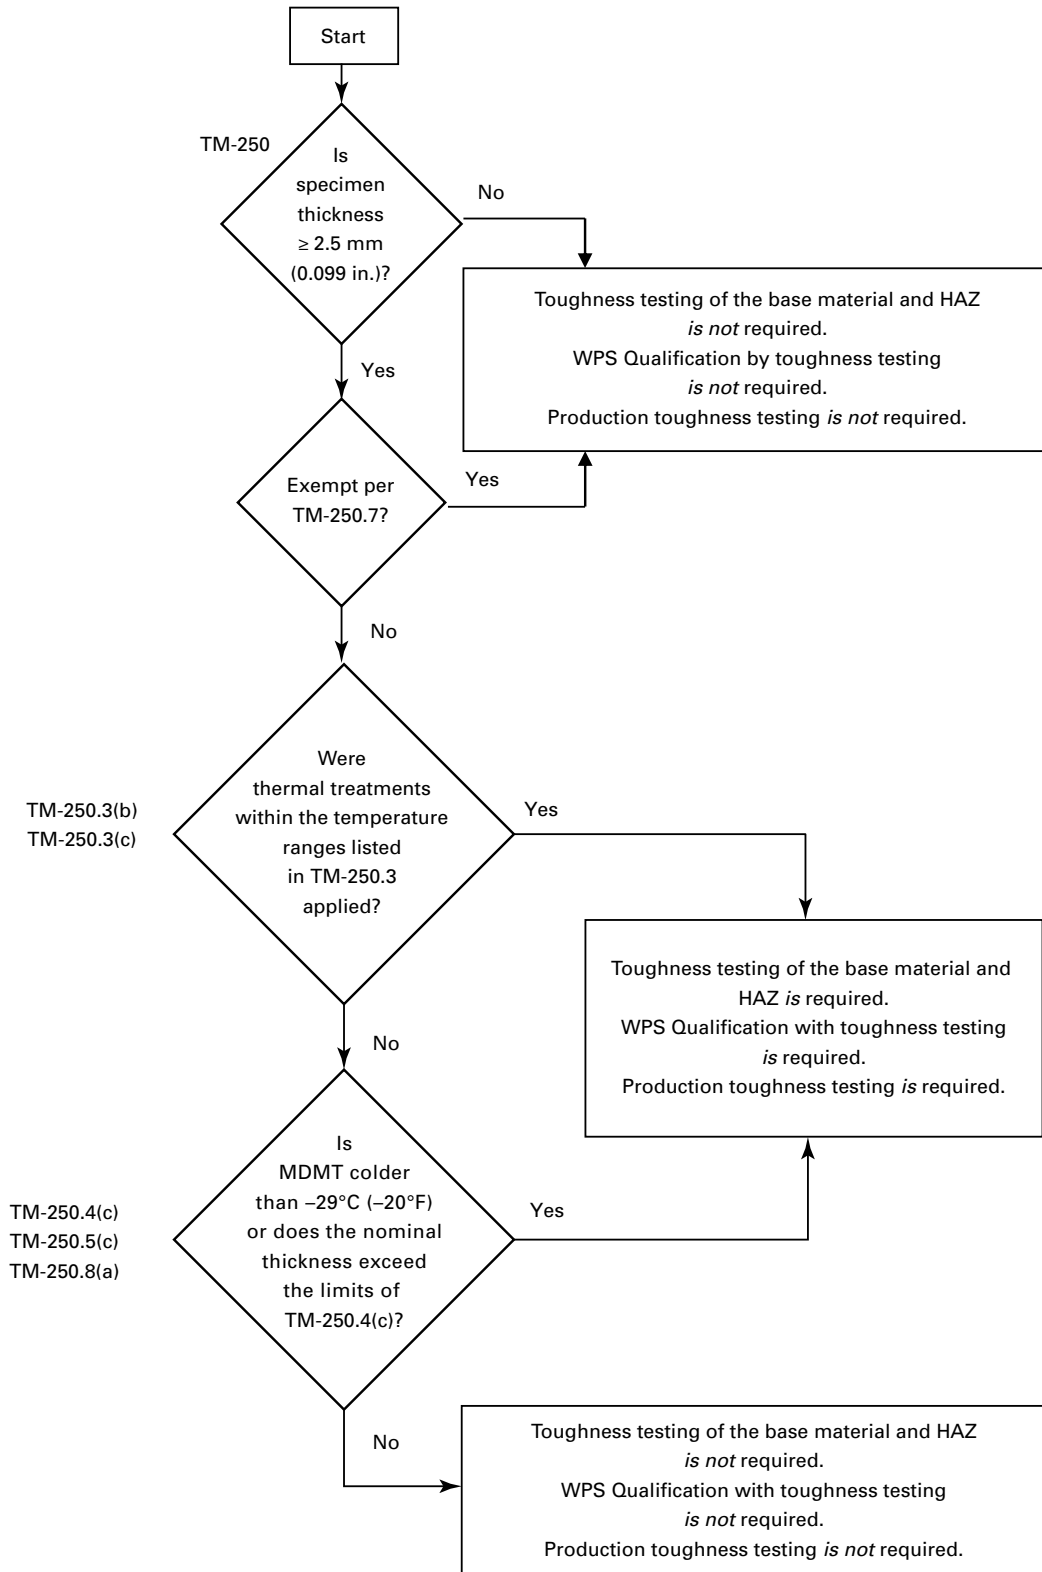 Start
TM-250
Is
specimen
thickness
≥ 2.5 mm
(0.099 in.)?
No
Toughness testing of the base material and HAZ
is not required.
WPS Qualification by toughness testing
is not required.
Production toughness testing is not required.
Yes
Exempt per
TM-250.7?
Yes
No
Were
thermal treatments
within the temperature
ranges listed
in TM-250.3
applied?
TM-250.3(b)
TM-250.3(c)
Yes
Toughness testing of the base material and
HAZ is required.
WPS Qualification with toughness testing
is required.
Production toughness testing is required.
No
Is
MDMT colder
than –29°C (–20°F)
or does the nominal
thickness exceed
the limits of
TM-250.4(c)?
TM-250.4(c)
TM-250.5(c)
TM-250.8(a)
Yes
No
Toughness testing of the base material and HAZ
is not required.
WPS Qualification with toughness testing
is not required.
Production toughness testing is not required.